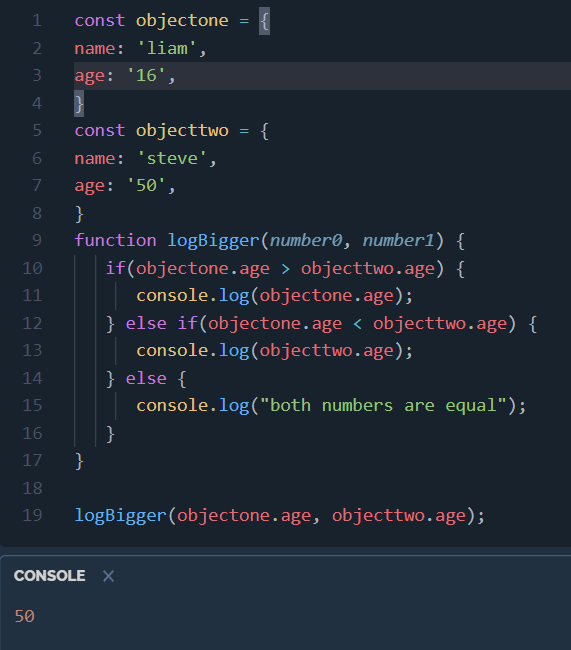 1 const objectone = {
2 name: 'liam',
3 age: '16',
4 }
5 const objecttwo = {
6 name: 'steve',
7 age: '50',
8 }
9 function logBigger(number0, number1) {
10     if(objectone.age > objecttwo.age) {
11         console.log(objectone.age);
12     } else if(objectone.age < objecttwo.age) {
13         console.log(objecttwo.age);
14     } else {
15         console.log("both numbers are equal");
16     }
17 }
18
19 logBigger(objectone.age, objecttwo.age);
CONSOLE ×
50